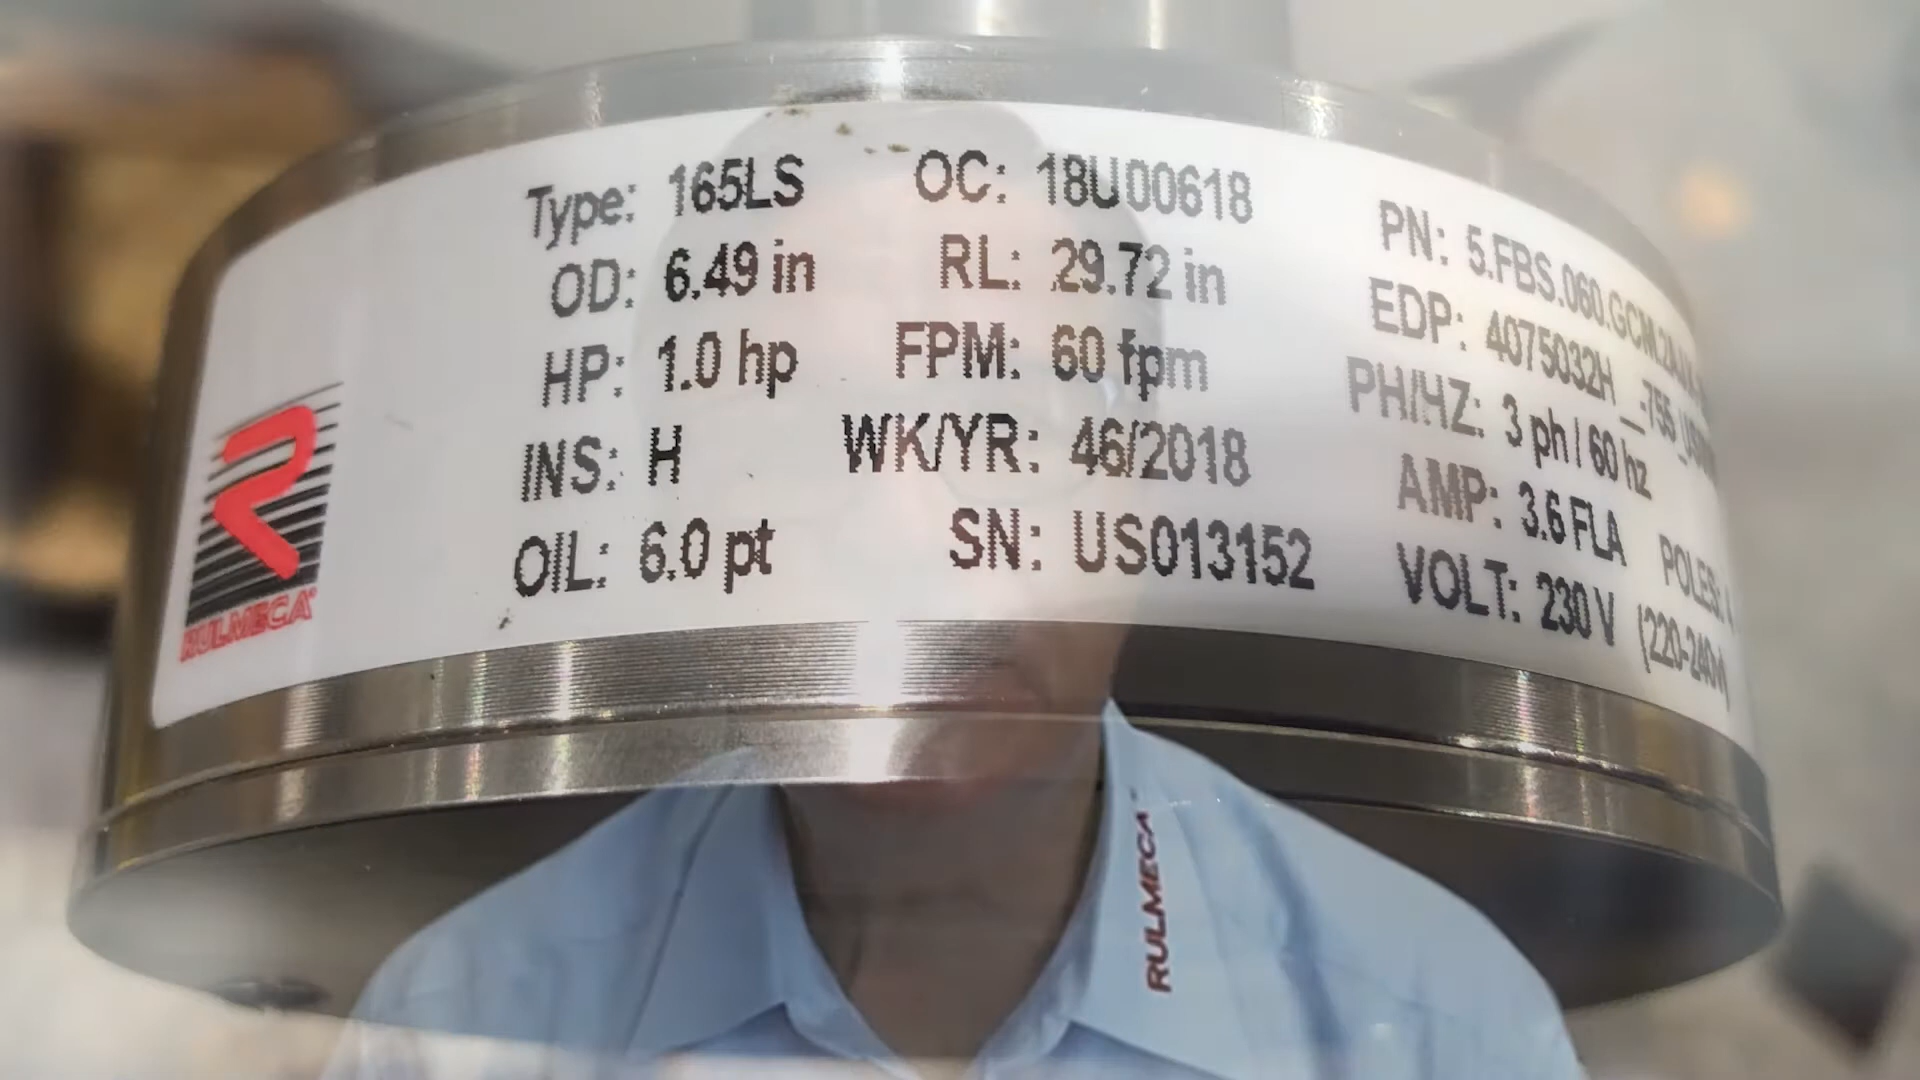 Type: 165LS OC: 18U00618
OD: 6.49 in RL: 29.72 in
HP: 1.0 hp FPM: 60 fpm
INS: H WK/YR: 46/2018
OIL: 6.0 pt SN: US013152
PN: 5.FBS.060.GCM.
EDP: 4075032H
PH/HZ: 3 ph / 60 hz
AMP: 3.6 FLA POLES:
VOLT: 230 V (220-240v)
RULMECA
RULMECA